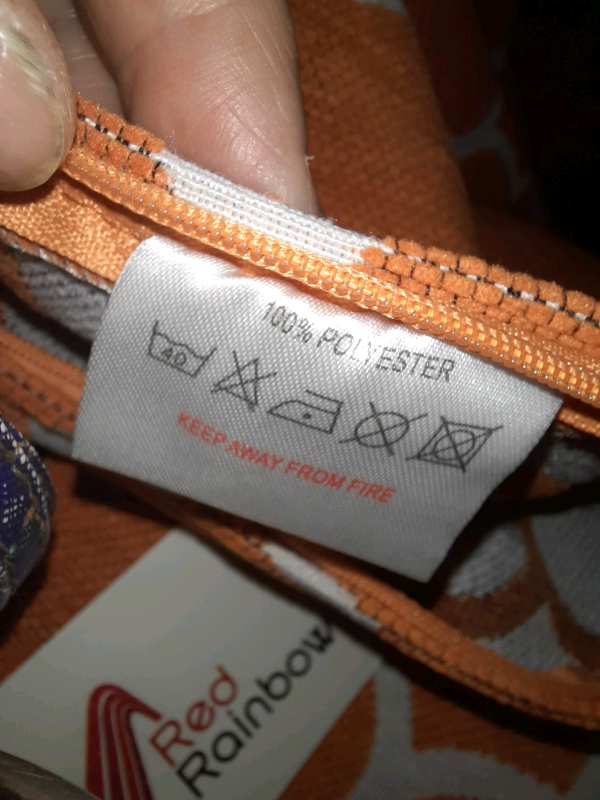 100% POLYESTER
40
KEEP AWAY FROM FIRE
Red
Rainbow